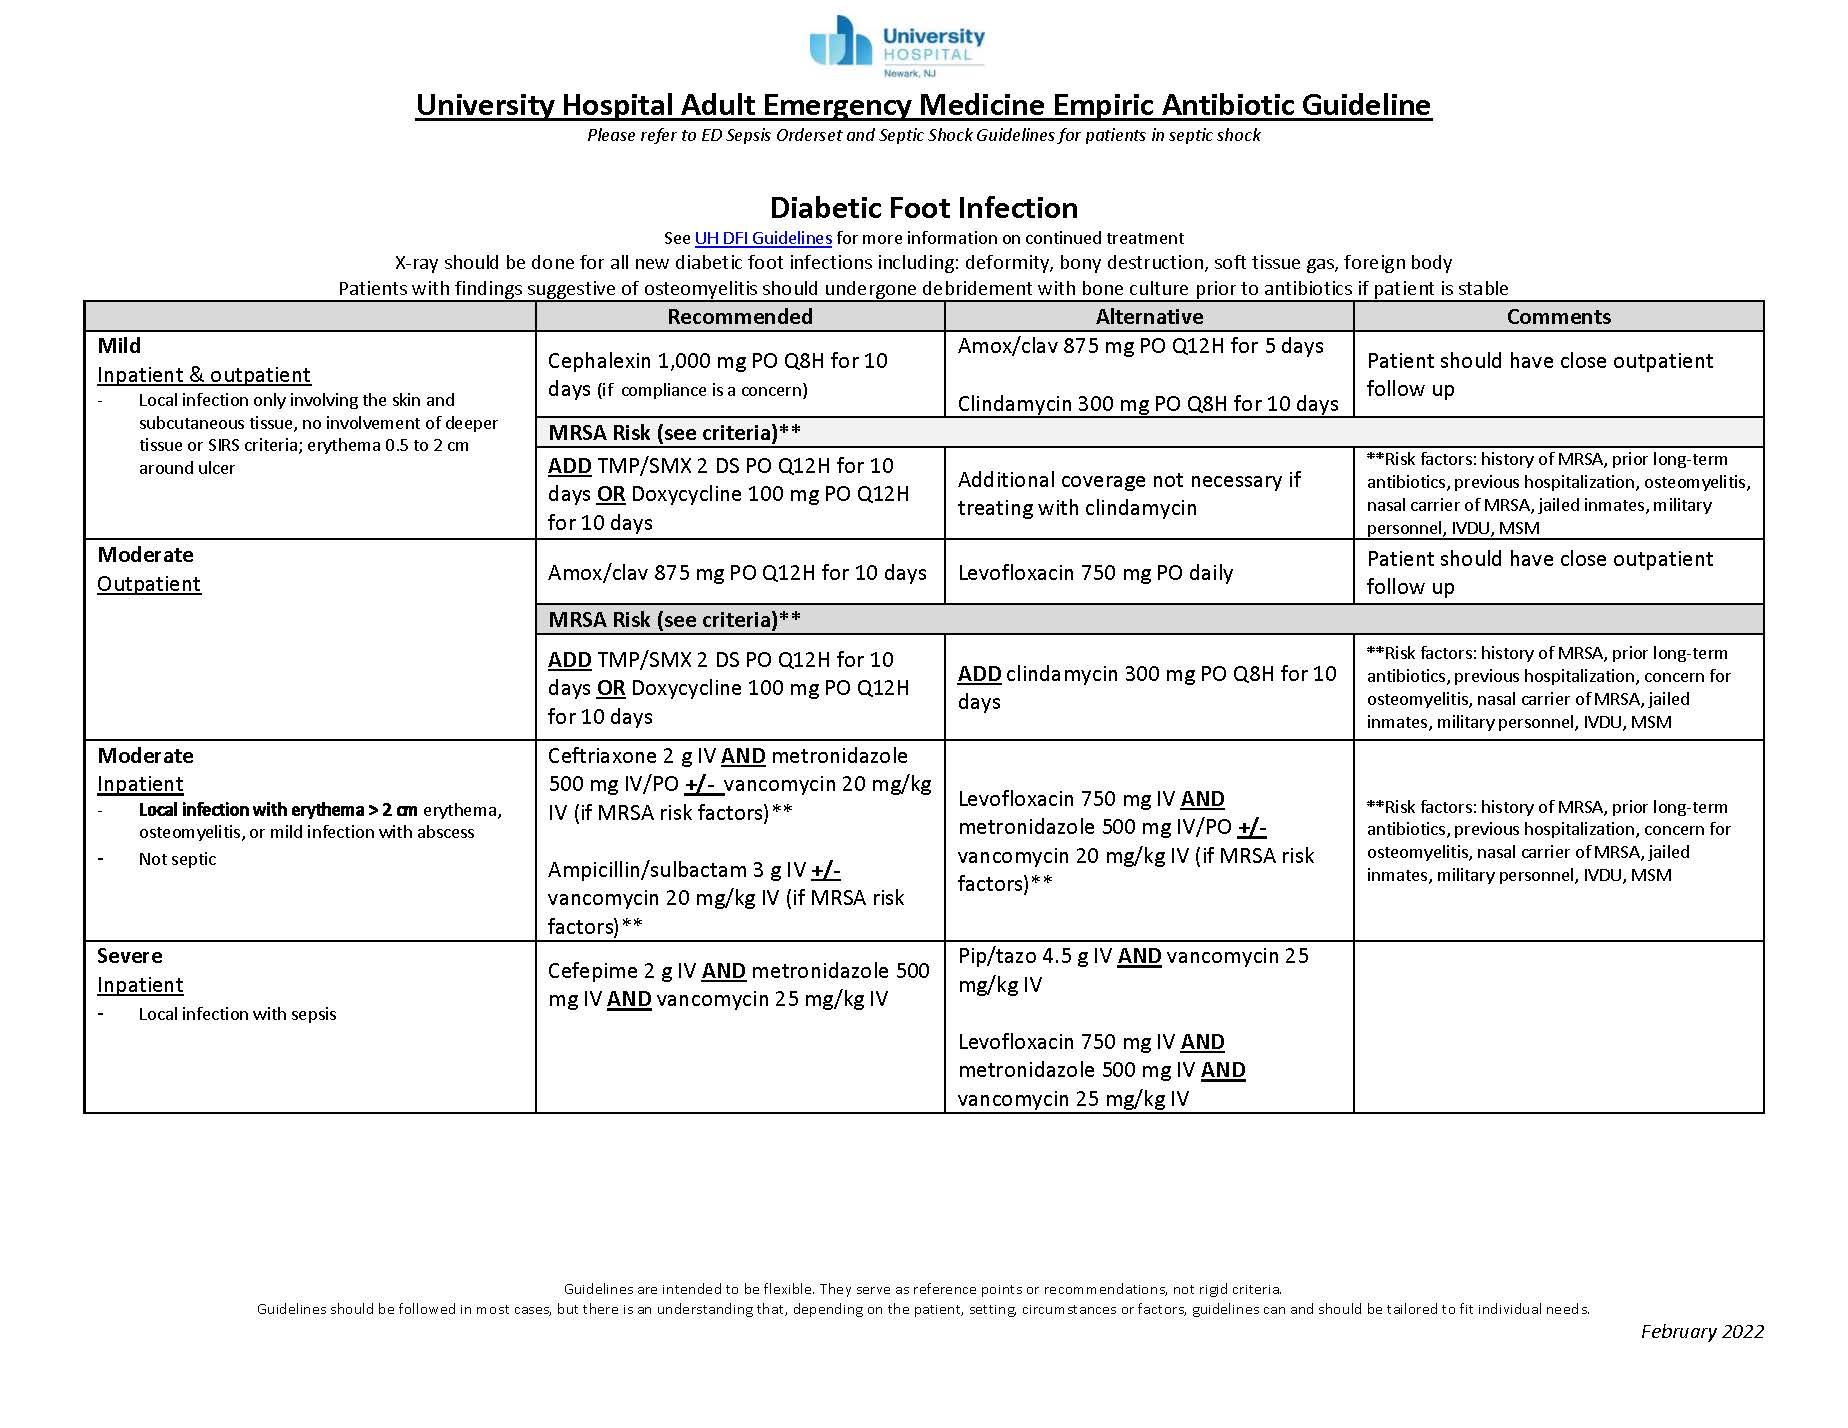 University
HOSPITAL
Newark, NJ
University Hospital Adult Emergency Medicine Empiric Antibiotic Guideline
Please refer to ED Sepsis Orderset and Septic Shock Guidelines for patients in septic shock
Diabetic Foot Infection
See UH DFI Guidelines for more information on continued treatment
X-ray should be done for all new diabetic foot infections including: deformity, bony destruction, soft tissue gas, foreign body
Patients with findings suggestive of osteomyelitis should undergone debridement with bone culture prior to antibiotics if patient is stable
Recommended
Alternative
Comments
Mild
Inpatient & outpatient
- Local infection only involving the skin and
subcutaneous tissue, no involvement of deeper
tissue or SIRS criteria; erythema 0.5 to 2 cm
around ulcer
Cephalexin 1,000 mg PO Q8H for 10
days (if compliance is a concern)
Amox/clav 875 mg PO Q12H for 5 days
Clindamycin 300 mg PO Q8H for 10 days
Patient should have close outpatient
follow up
MRSA Risk (see criteria)**
ADD TMP/SMX 2 DS PO Q12H for 10
days OR Doxycycline 100 mg PO Q12H
for 10 days
Additional coverage not necessary if
treating with clindamycin
**Risk factors: history of MRSA, prior long-term
antibiotics, previous hospitalization, osteomyelitis,
nasal carrier of MRSA, jailed inmates, military
personnel, IVDU, MSM
Moderate
Outpatient
Amox/clav 875 mg PO Q12H for 10 days
Levofloxacin 750 mg PO daily
Patient should have close outpatient
follow up
MRSA Risk (see criteria)**
ADD TMP/SMX 2 DS PO Q12H for 10
days OR Doxycycline 100 mg PO Q12H
for 10 days
ADD clindamycin 300 mg PO Q8H for 10
days
**Risk factors: history of MRSA, prior long-term
antibiotics, previous hospitalization, concern for
osteomyelitis, nasal carrier of MRSA, jailed
inmates, military personnel, IVDU, MSM
Moderate
Inpatient
- Local infection with erythema > 2 cm erythema,
osteomyelitis, or mild infection with abscess
- Not septic
Ceftriaxone 2 g IV AND metronidazole
500 mg IV/PO +/- vancomycin 20 mg/kg
IV (if MRSA risk factors)**
Ampicillin/sulbactam 3 g IV +/-
vancomycin 20 mg/kg IV (if MRSA risk
factors)**
Levofloxacin 750 mg IV AND
metronidazole 500 mg IV/PO +/-
vancomycin 20 mg/kg IV (if MRSA risk
factors)**
**Risk factors: history of MRSA, prior long-term
antibiotics, previous hospitalization, concern for
osteomyelitis, nasal carrier of MRSA, jailed
inmates, military personnel, IVDU, MSM
Severe
Inpatient
- Local infection with sepsis
Cefepime 2 g IV AND metronidazole 500
mg IV AND vancomycin 25 mg/kg IV
Pip/tazo 4.5 g IV AND vancomycin 25
mg/kg IV
Levofloxacin 750 mg IV AND
metronidazole 500 mg IV AND
vancomycin 25 mg/kg IV
Guidelines are intended to be flexible. They serve as reference points or recommendations, not rigid criteria.
Guidelines should be followed in most cases, but there is an understanding that, depending on the patient, setting, circumstances or factors, guidelines can and should be tailored to fit individual needs.
February 2022